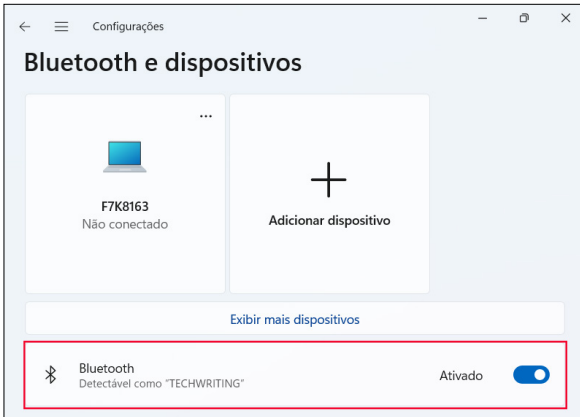 Configurações
Bluetooth e dispositivos
F7K8163
Não conectado
Adicionar dispositivo
Exibir mais dispositivos
Bluetooth
Detectável como "TECHWRITING"
Ativado